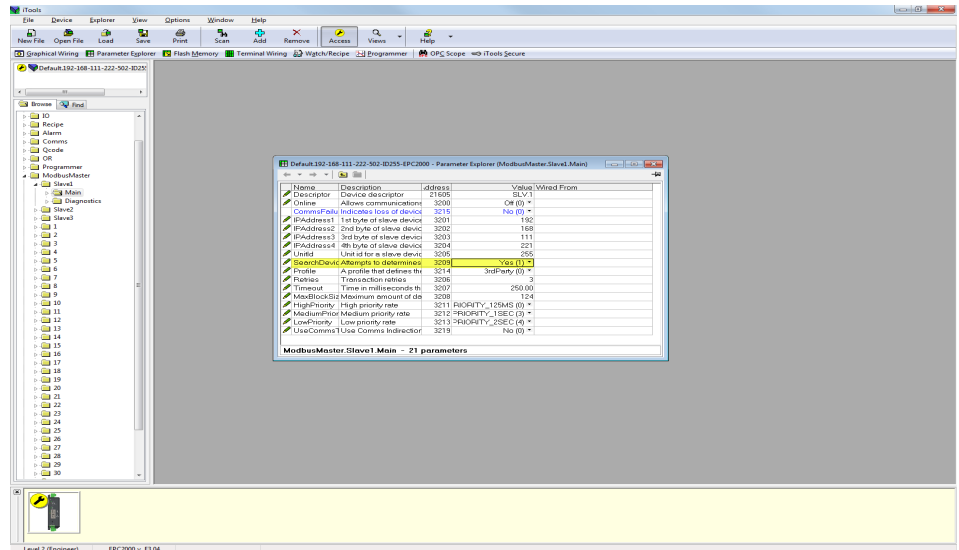 iTools
File Device Explorer View Options Window Help
New File Open File Load Save Print Scan Add Remove Access Views Help
Graphical Wiring Parameter Explorer Flash Memory Terminal Wiring Watch/Recipe Programmer OPC Scope iTools Secure
Default.192-168-111-222-502-ID255
Browse Find
IO
Recipe
Alarm
Comms
Qcode
OR
Programmer
ModbusMaster
Slave1
Main
Diagnostics
Slave2
Slave3
1
2
3
4
5
6
7
8
9
10
11
12
13
14
15
16
17
18
19
20
21
22
23
24
25
26
27
28
29
30
Default.192-168-111-222-502-ID255-EPC2000 - Parameter Explorer (ModbusMaster.Slave1.Main)
Name Description ddress Value Wired From
Descriptor Device descriptor 21605 SLV.1
Online Allows communications 3200 Off (0)
CommsFailu Indicates loss of device 3215 No (0)
IPAddress1 1st byte of slave device 3201 192
IPAddress2 2nd byte of slave devic 3202 168
IPAddress3 3rd byte of slave device 3203 111
IPAddress4 4th byte of slave device 3204 221
UnitId Unit id for a slave devic 3205 255
SearchDevic Attempts to determines 3209 Yes (1)
Profile A profile that defines the 3214 3rdParty (0)
Retries Transaction retries 3206 3
Timeout Time in milliseconds th 3207 250.00
MaxBlockSiz Maximum amount of da 3208 124
HighPriority High priority rate 3211 RIORITY_125MS (0)
MediumPrior Medium priority rate 3212 PRIORITY_1SEC (3)
LowPriority Low priority rate 3213 PRIORITY_2SEC (4)
UseCommsT Use Comms Indirection 3219 No (0)
ModbusMaster.Slave1.Main - 21 parameters
Level 2 (Engineer) EPC2000 v. E3.04